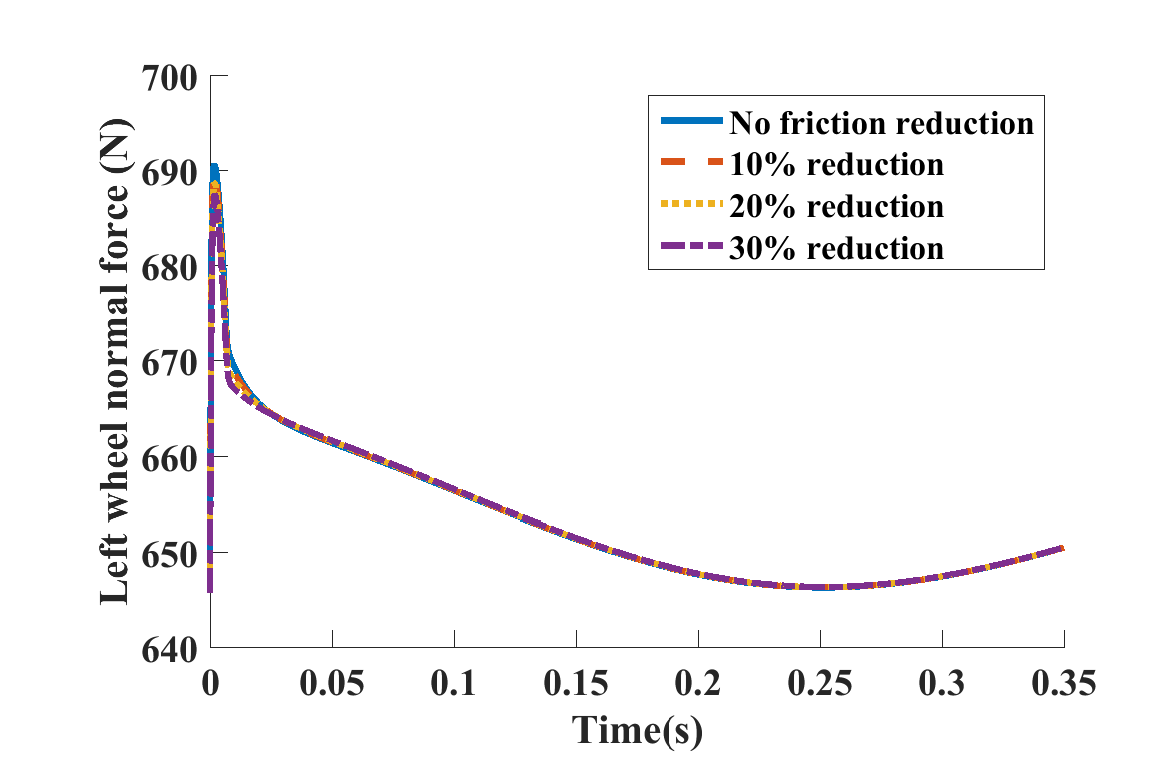 700
690
680
670
660
650
640
Left wheel normal force (N)
No friction reduction
10% reduction
20% reduction
30% reduction
0
0.05
0.1
0.15
0.2
0.25
0.3
0.35
Time(s)